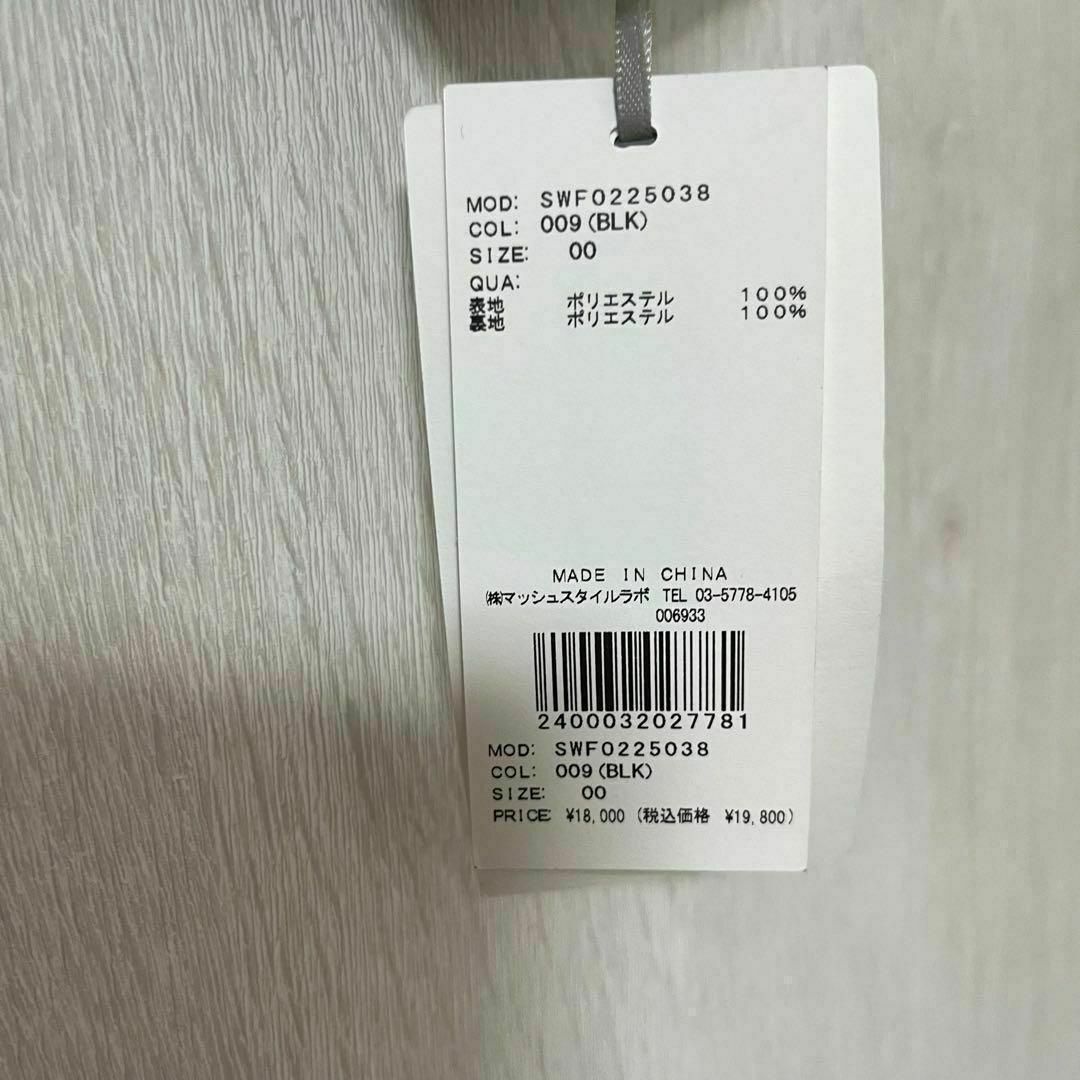 MOD: SWF0225038
COL: 009(BLK)
SIZE: 00
QUA:
表地 ポリエステル 100%
裏地 ポリエステル 100%
MADE IN CHINA
㈱マッシュスタイルラボ TEL 03-5778-4105
006933
2400032027781
MOD: SWF0225038
COL: 009(BLK)
SIZE: 00
PRICE: ¥18,000 (税込価格 ¥19,800)